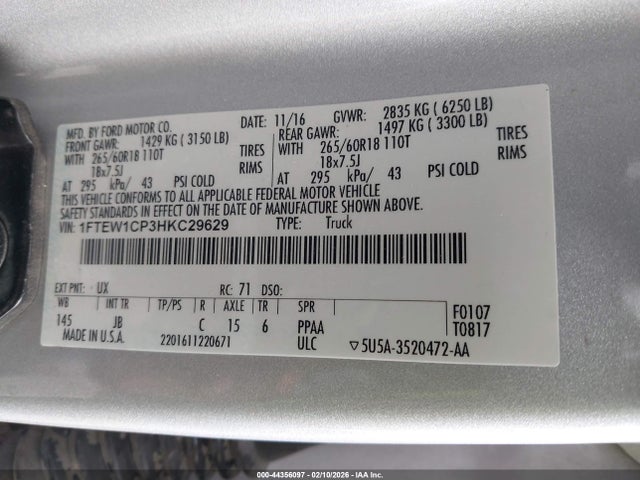 MFD. BY FORD MOTOR CO. DATE: 11/16 GVWR: 2835 KG ( 6250 LB)
FRONT GAWR: 1429 KG ( 3150 LB) REAR GAWR: 1497 KG ( 3300 LB)
WITH 265/60R18 110T TIRES WITH 265/60R18 110T TIRES
18x7.5J RIMS 18x7.5J RIMS
AT 295 kPa/ 43 PSI COLD AT 295 kPa/ 43 PSI COLD
THIS VEHICLE CONFORMS TO ALL APPLICABLE FEDERAL MOTOR VEHICLE
SAFETY STANDARDS IN EFFECT ON THE DATE OF MANUFACTURE SHOWN ABOVE.
VIN: 1FTEW1CP3HKC29629 TYPE: Truck
EXT PNT: UX RC: 71 DSO:
WB INT TR TP/PS R AXLE TR SPR
145 JB C 15 6 PPAA F0107
T0817
MADE IN U.S.A. 2201611220671 ULC ▽5U5A-3520472-AA
#860 - 44356097 - 02/10/2026 - IAA Inc.